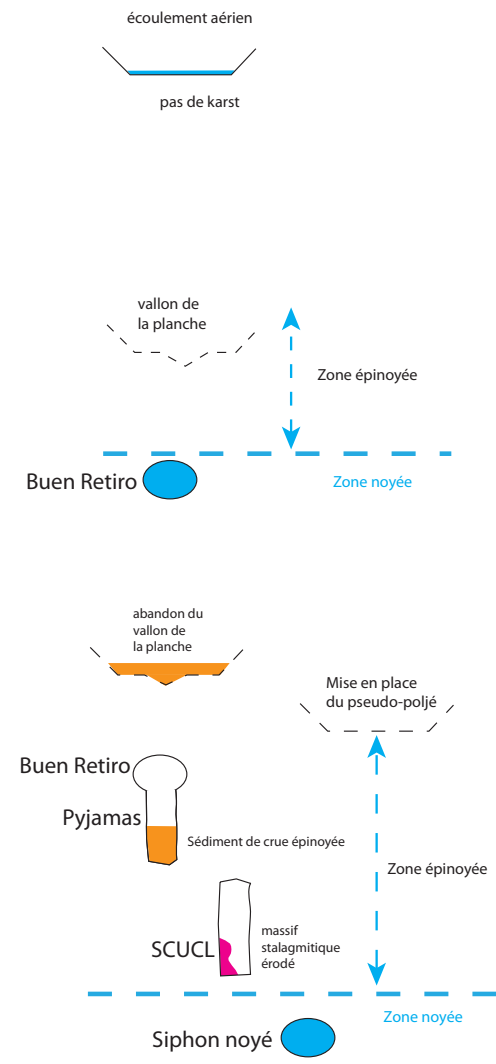 écoulement aérien
pas de karst
vallon de
la planche
Zone épinoyée
Buen Retiro
Zone noyée
abandon du
vallon de
la planche
Mise en place
du pseudo-poljé
Buen Retiro
Pyjamas
Sédiment de crue épinoyée
Zone épinoyée
SCUCL
massif
stalagmitique
érodé
Zone noyée
Siphon noyé